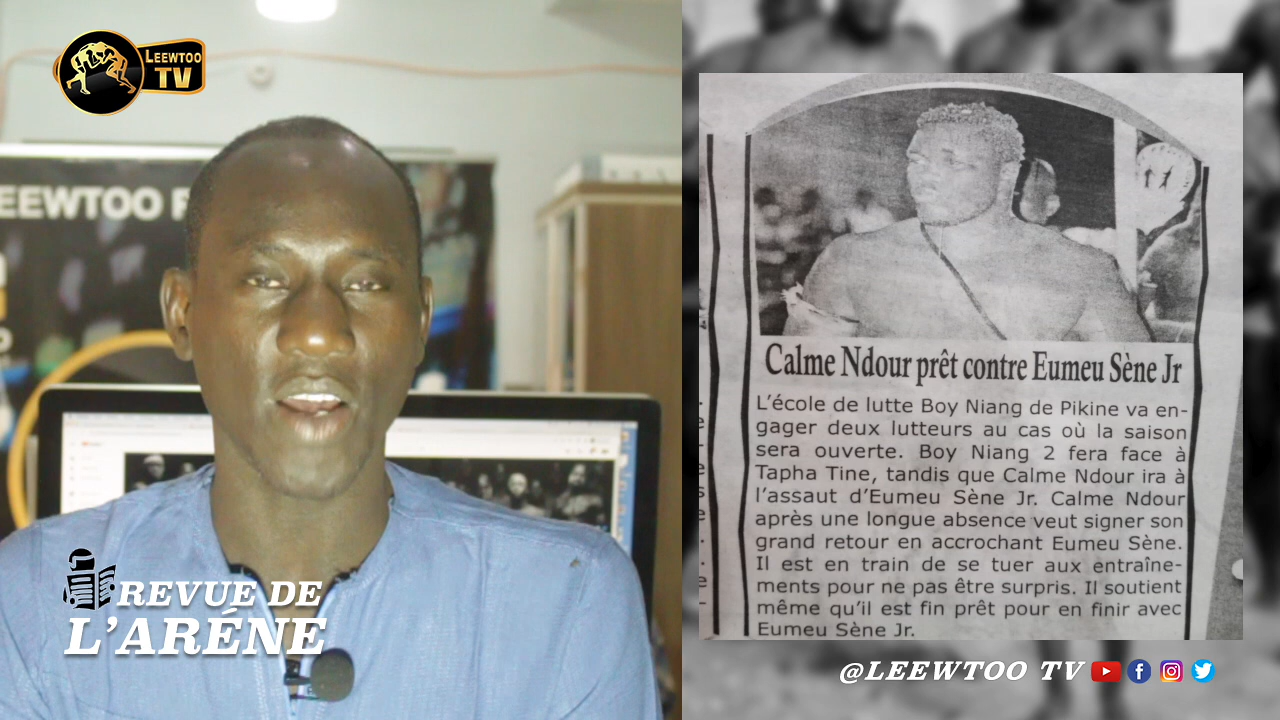 LEEWTOO
TV
EEWTOO
REVUE DE
L'ARÉNE
Calme Ndour prêt contre Eumeu Sène Jr
L'école de lutte Boy Niang de Pikine va en-
gager deux lutteurs au cas où la saison
sera ouverte. Boy Niang 2 fera face à
Tapha Tine, tandis que Calme Ndour ira à
l'assaut d'Eumeu Sène Jr. Calme Ndour
après une longue absence veut signer son
grand retour en accrochant Eumeu Sène.
Il est en train de se tuer aux entraîne-
ments pour ne pas être surpris. Il soutient
même qu'il est fin prêt pour en finir avec
Eumeu Sène Jr.
@LEEWTOO TV